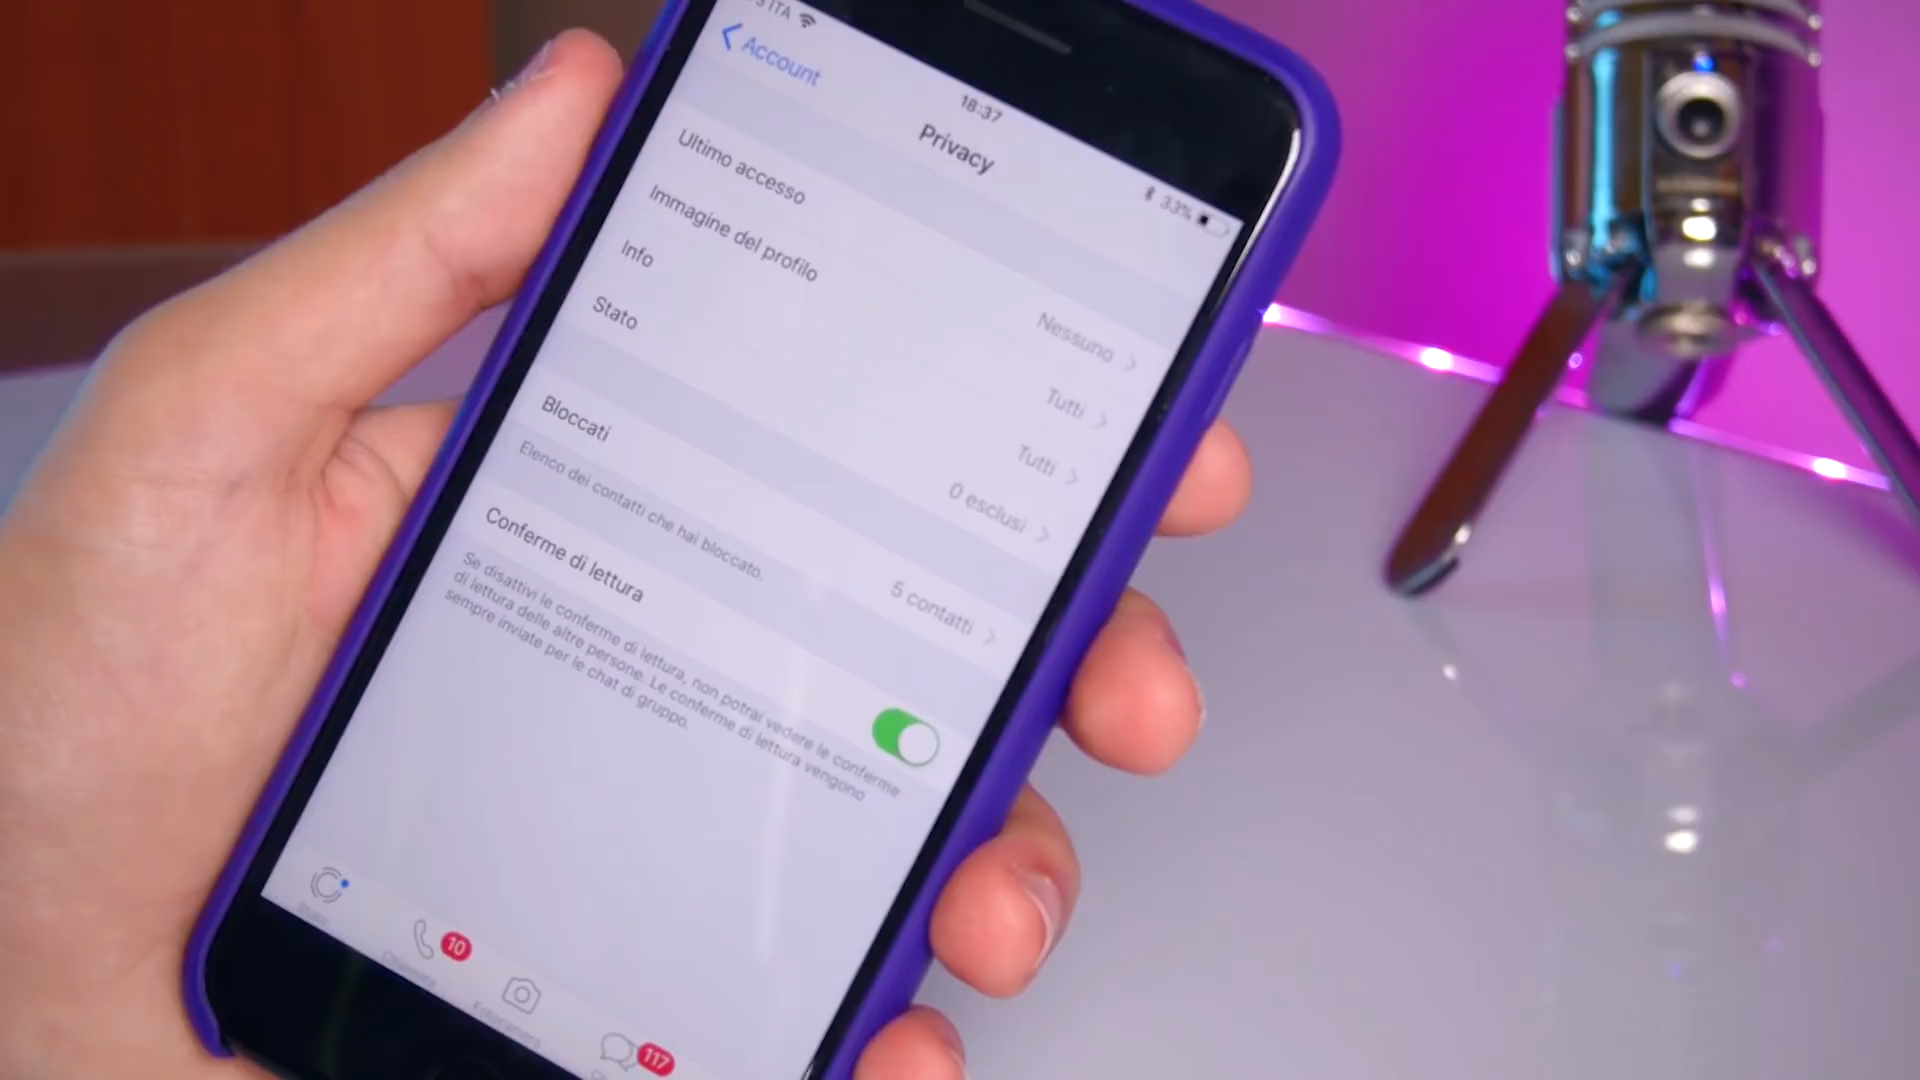 ITA
18:37
33%
Account
Privacy
Ultimo accesso Nessuno
Immagine del profilo Tutti
Info Tutti
Stato 0 esclusi
Bloccati 5 contatti
Elenco dei contatti che hai bloccato.
Conferme di lettura
Se disattivi le conferme di lettura, non potrai vedere le conferme
di lettura delle altre persone. Le conferme di lettura vengono
sempre inviate per le chat di gruppo.
10
117